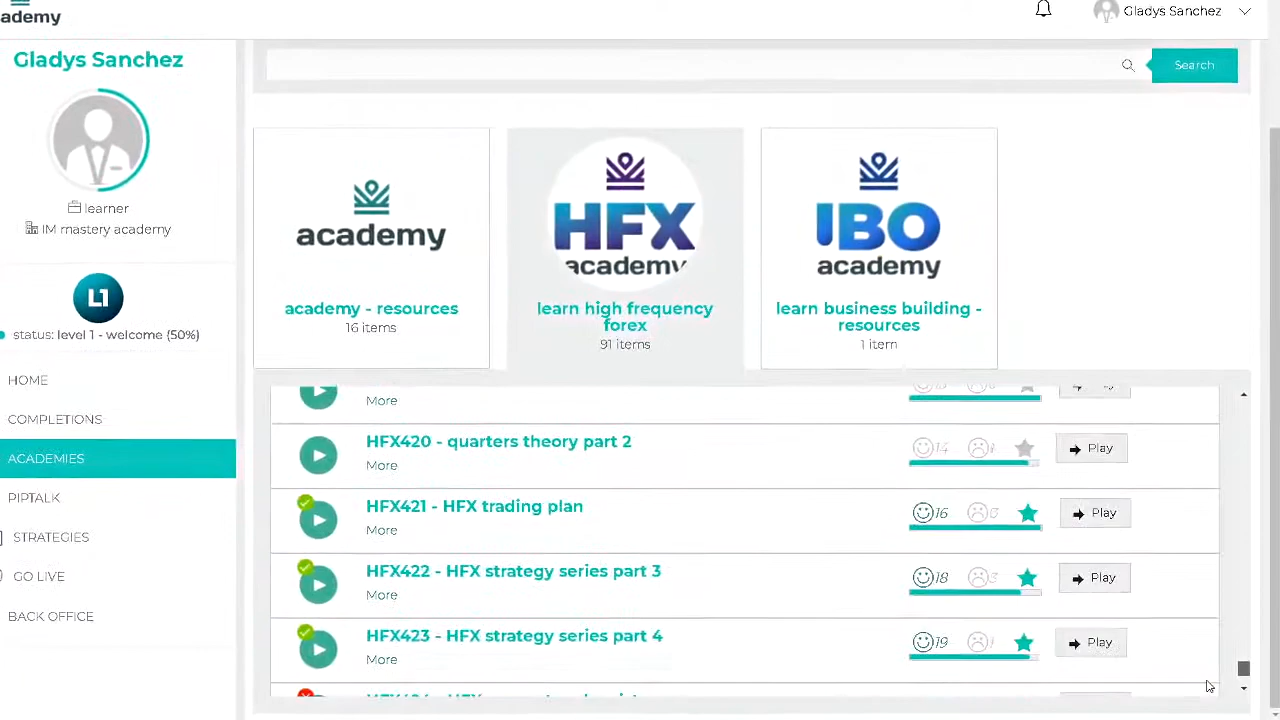 ademy
Gladys Sanchez
Gladys Sanchez
learner
IM mastery academy
L1
status: level 1 - welcome (50%)
HOME
COMPLETIONS
ACADEMIES
PIPTALK
STRATEGIES
GO LIVE
BACK OFFICE
Search
academy
academy - resources
16 items
HFX
academy
learn high frequency
forex
91 items
IBO
academy
learn business building -
resources
1 item
More
HFX420 - quarters theory part 2
More
14
1
Play
HFX421 - HFX trading plan
More
16
Play
HFX422 - HFX strategy series part 3
More
18
Play
HFX423 - HFX strategy series part 4
More
19
1
Play